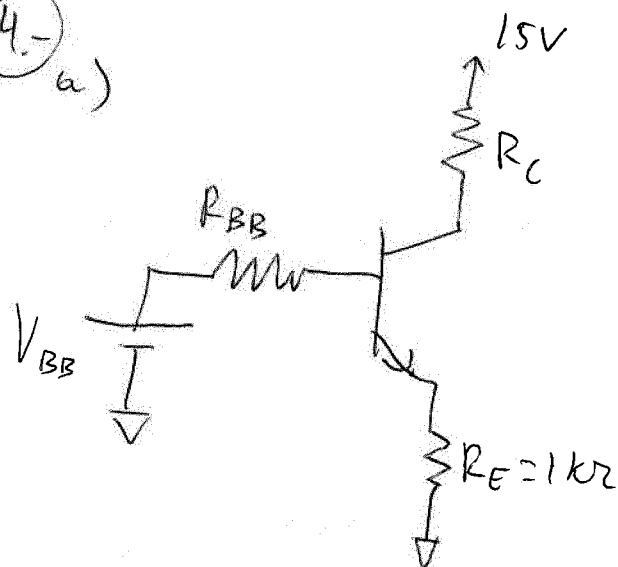 4.-
a)
15V
R_C
R_BB
V_BB
R_E = 1kΩ